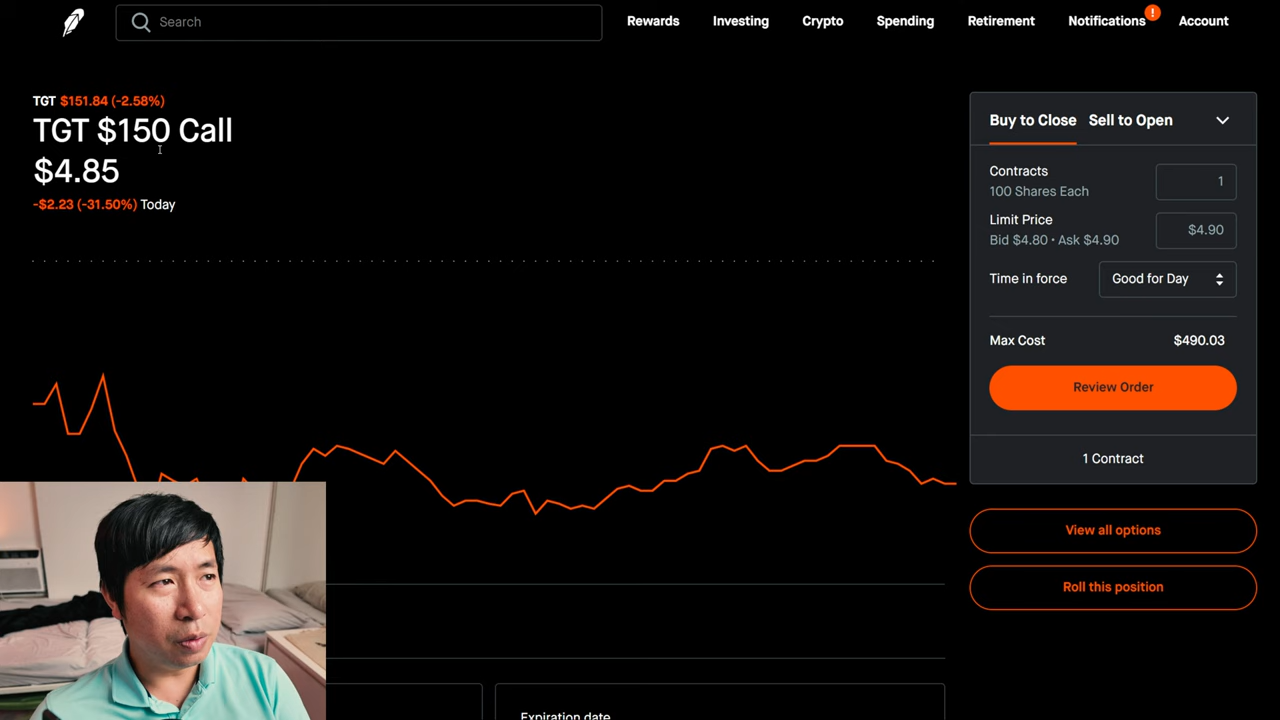 Search
Rewards
Investing
Crypto
Spending
Retirement
Notifications
!
Account
TGT $151.84 (-2.58%)
TGT $150 Call
$4.85
-$2.23 (-31.50%) Today
Buy to Close
Sell to Open
Contracts
100 Shares Each
1
Limit Price
Bid $4.80 • Ask $4.90
$4.90
Time in force
Good for Day
Max Cost
$490.03
Review Order
1 Contract
View all options
Roll this position
Expiration date